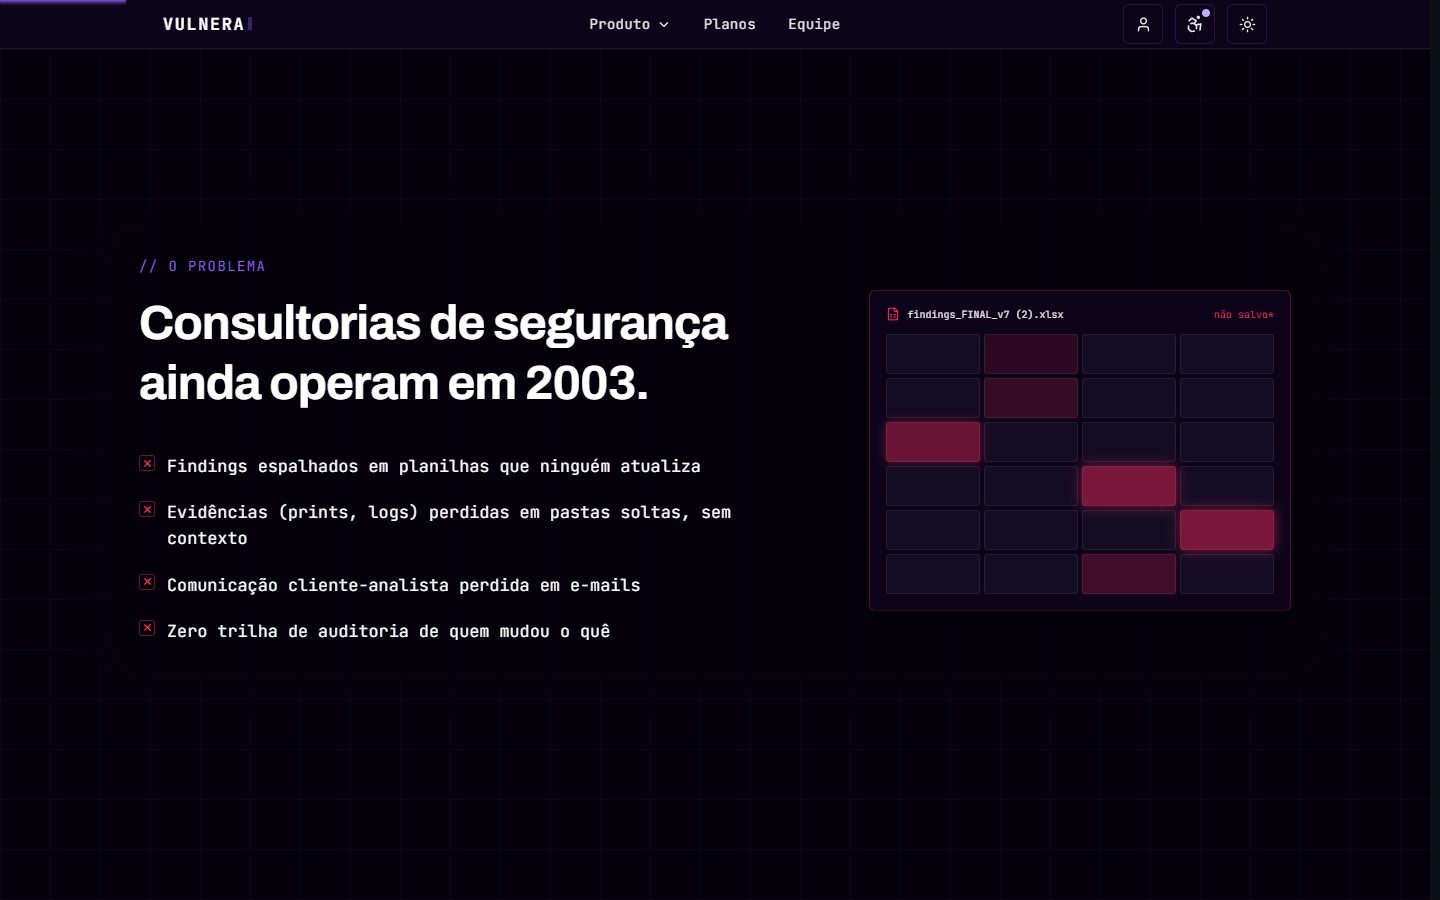 VULNERA
Produto
Planos
Equipe
// O PROBLEMA
Consultorias de segurança
ainda operam em 2003.
Findings espalhados em planilhas que ninguém atualiza
Evidências (prints, logs) perdidas em pastas soltas, sem
contexto
Comunicação cliente-analista perdida em e-mails
Zero trilha de auditoria de quem mudou o quê
findings_FINAL_v7 (2).xlsx
não salvo*